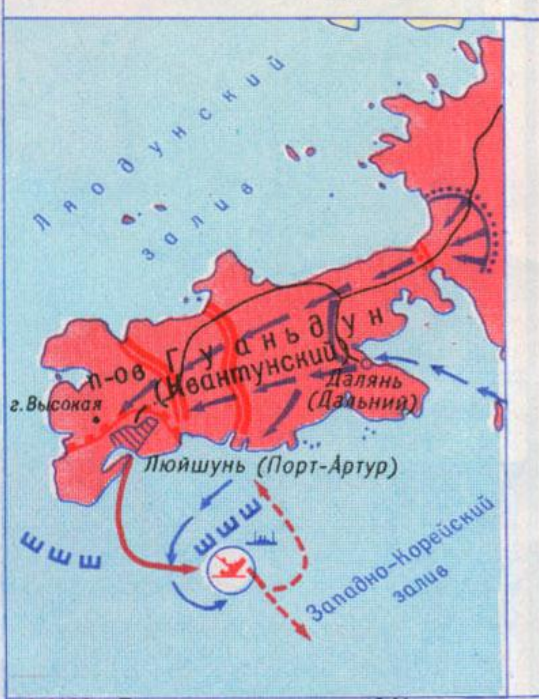 Ляодунский
залив
п-ов Гуаньдун
(Квантунский)
г. Высокая
Далянь
(Дальний)
Люйшунь (Порт-Артур)
Западно-Корейский
залив